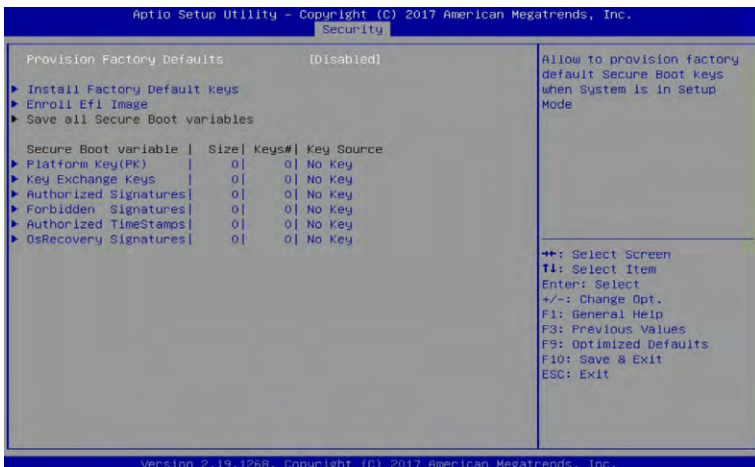 Aptio Setup Utility – Copyright (C) 2017 American Megatrends, Inc.
Security
Provision Factory Defaults [Disabled]
Install Factory Default keys
Enroll Efi Image
Save all Secure Boot variables
Secure Boot variable | Size| Keys#| Key Source
Platform Key(PK) | 0| 0| No Key
Key Exchange Keys | 0| 0| No Key
Authorized Signatures| 0| 0| No Key
Forbidden Signatures| 0| 0| No Key
Authorized TimeStamps| 0| 0| No Key
OsRecovery Signatures| 0| 0| No Key
Allow to provision factory
default Secure Boot keys
when System is in Setup
Mode
→←: Select Screen
↑↓: Select Item
Enter: Select
+/-: Change Opt.
F1: General Help
F3: Previous Values
F9: Optimized Defaults
F10: Save & Exit
ESC: Exit
Version 2.19.1268. Copyright (C) 2017 American Megatrends, Inc.